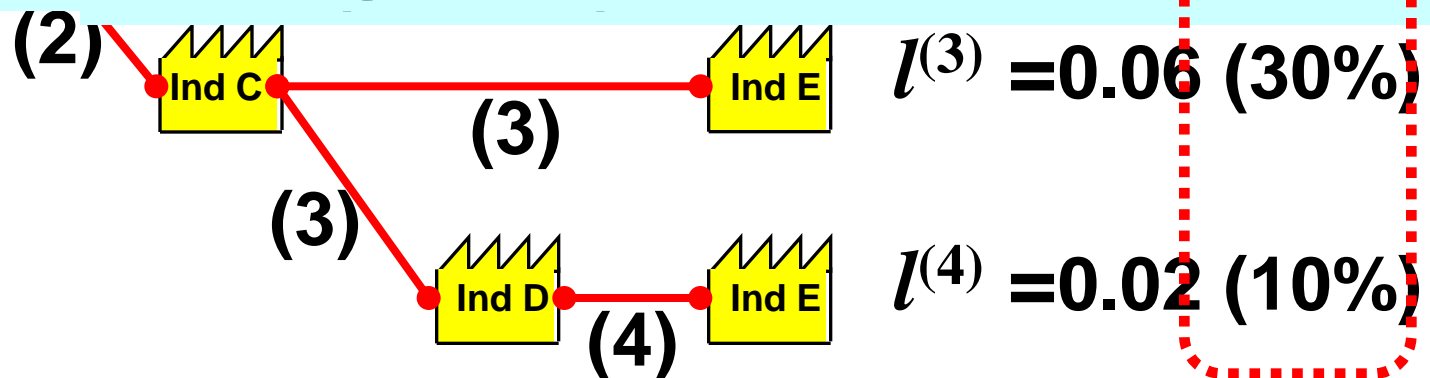 (2)
Ind C
Ind E
l(3) =0.06 (30%)
(3)
(3)
Ind D
Ind E
l(4) =0.02 (10%)
(4)